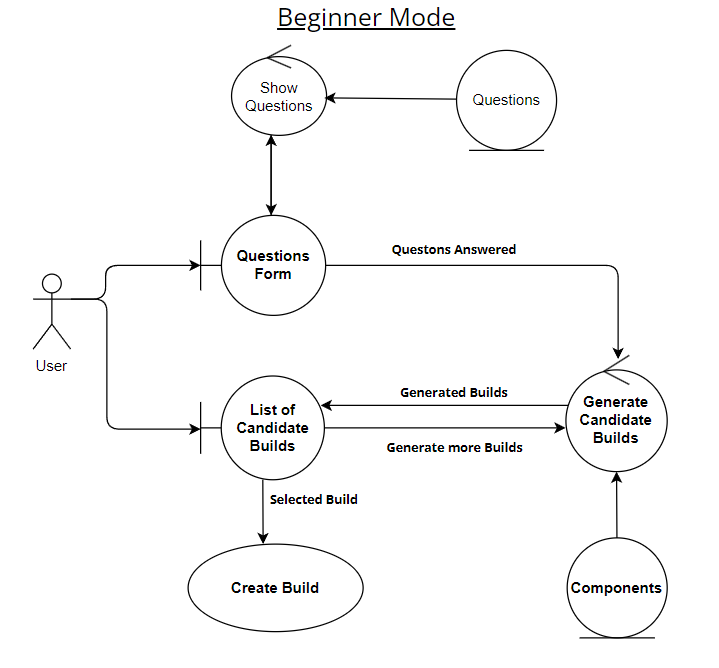 Beginner Mode
Show
Questions
Questions
Questions
Form
Questons Answered
User
Generated Builds
Generate
Candidate
Builds
List of
Candidate
Builds
Generate more Builds
Selected Build
Create Build
Components